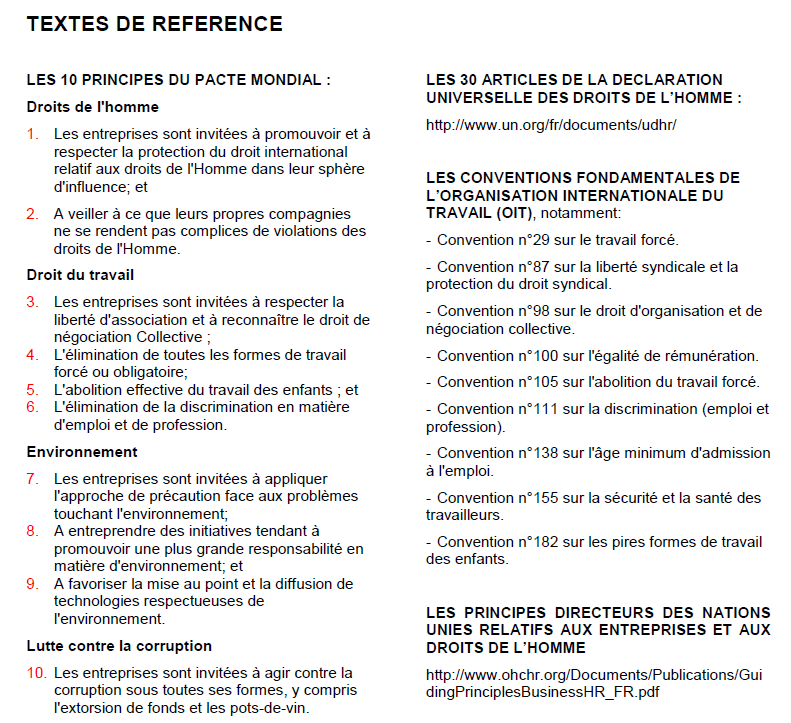 TEXTES DE REFERENCE
LES 10 PRINCIPES DU PACTE MONDIAL :
Droits de l'homme
1. Les entreprises sont invitées à promouvoir et à
respecter la protection du droit international
relatif aux droits de l'Homme dans leur sphère
d'influence; et
2. A veiller à ce que leurs propres compagnies
ne se rendent pas complices de violations des
droits de l'Homme.
Droit du travail
3. Les entreprises sont invitées à respecter la
liberté d'association et à reconnaître le droit de
négociation Collective ;
4. L'élimination de toutes les formes de travail
forcé ou obligatoire;
5. L'abolition effective du travail des enfants ; et
6. L'élimination de la discrimination en matière
d'emploi et de profession.
Environnement
7. Les entreprises sont invitées à appliquer
l'approche de précaution face aux problèmes
touchant l'environnement;
8. A entreprendre des initiatives tendant à
promouvoir une plus grande responsabilité en
matière d'environnement; et
9. A favoriser la mise au point et la diffusion de
technologies respectueuses de
l'environnement.
Lutte contre la corruption
10. Les entreprises sont invitées à agir contre la
corruption sous toutes ses formes, y compris
l'extorsion de fonds et les pots-de-vin.
LES 30 ARTICLES DE LA DECLARATION
UNIVERSELLE DES DROITS DE L'HOMME :
http://www.un.org/fr/documents/udhr/
LES CONVENTIONS FONDAMENTALES DE
L'ORGANISATION INTERNATIONALE DU
TRAVAIL (OIT), notamment:
- Convention n°29 sur le travail forcé.
- Convention n°87 sur la liberté syndicale et la
protection du droit syndical.
- Convention n°98 sur le droit d'organisation et de
négociation collective.
- Convention n°100 sur l'égalité de rémunération.
- Convention n°105 sur l'abolition du travail forcé.
- Convention n°111 sur la discrimination (emploi et
profession).
- Convention n°138 sur l'âge minimum d'admission
à l'emploi.
- Convention n°155 sur la sécurité et la santé des
travailleurs.
- Convention n°182 sur les pires formes de travail
des enfants.
LES PRINCIPES DIRECTEURS DES NATIONS
UNIES RELATIFS AUX ENTREPRISES ET AUX
DROITS DE L'HOMME
http://www.ohchr.org/Documents/Publications/Gui
dingPrinciplesBusinessHR_FR.pdf